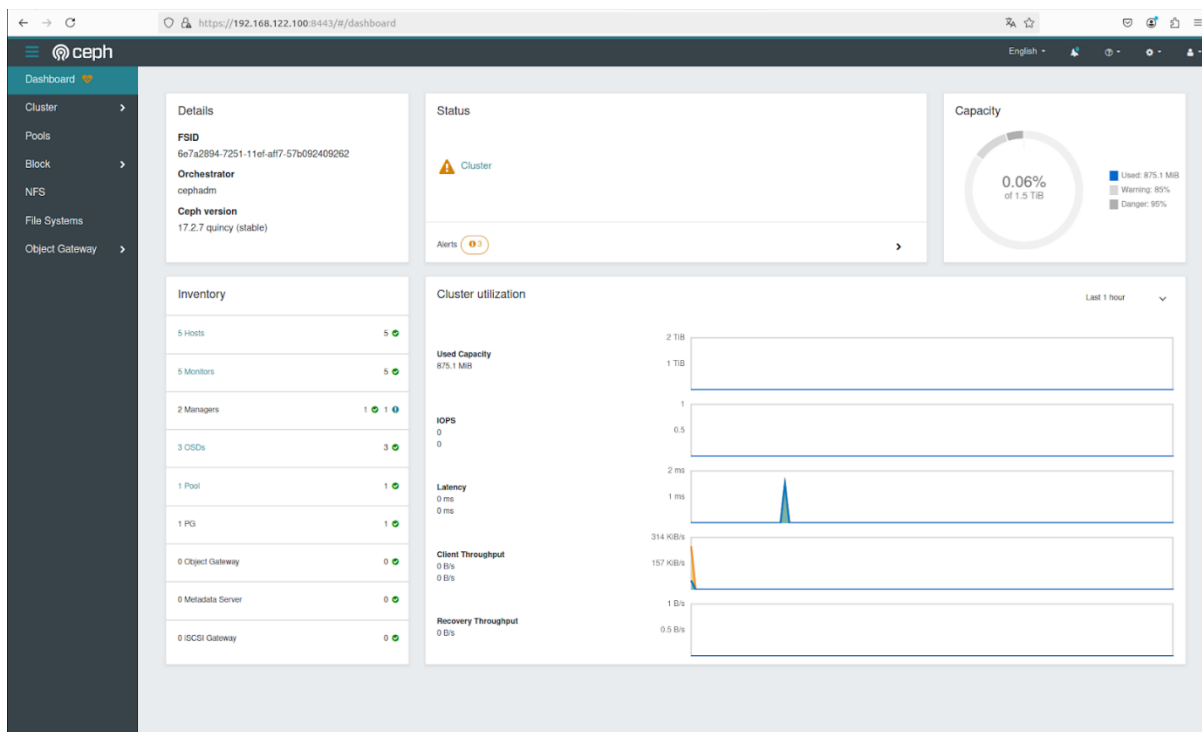 https://192.168.122.100:8443/#/dashboard
ceph
English
Dashboard
Cluster
Pools
Block
NFS
File Systems
Object Gateway
Details
FSID
6e7a2894-7251-11ef-aff7-57b092409262
Orchestrator
cephadm
Ceph version
17.2.7 quincy (stable)
Status
Cluster
Alerts 3
Capacity
0.06%
of 1.5 TiB
Used: 875.1 MiB
Warning: 85%
Danger: 95%
Inventory
5 Hosts 5
5 Monitors 5
2 Managers 1 1
3 OSDs 3
1 Pool 1
1 PG 1
0 Object Gateway 0
0 Metadata Server 0
0 iSCSI Gateway 0
Cluster utilization
Last 1 hour
Used Capacity
875.1 MiB
2 TiB
1 TiB
IOPS
0
0
1
0.5
Latency
0 ms
0 ms
2 ms
1 ms
Client Throughput
0 B/s
0 B/s
314 KiB/s
157 KiB/s
Recovery Throughput
0 B/s
1 B/s
0.5 B/s